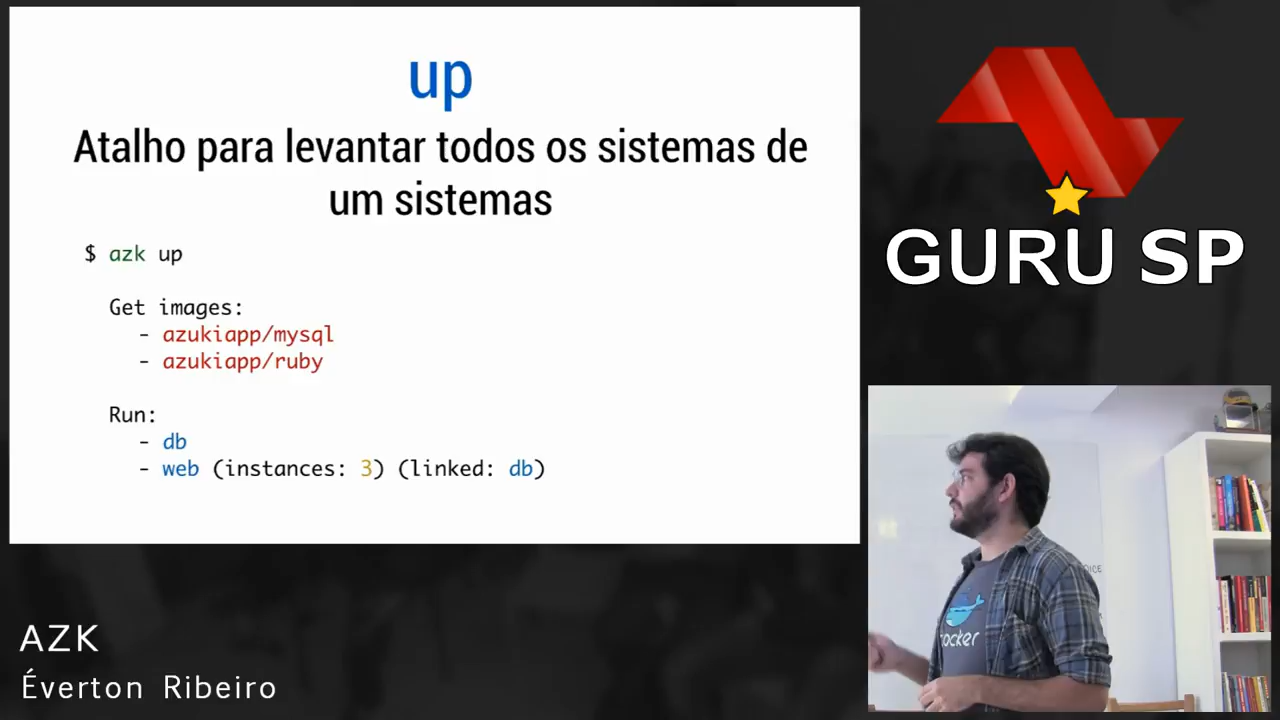 up
Atalho para levantar todos os sistemas de
um sistemas
$ azk up
Get images:
- azukiapp/mysql
- azukiapp/ruby
Run:
- db
- web (instances: 3) (linked: db)
GURU SP
AZK
Éverton Ribeiro